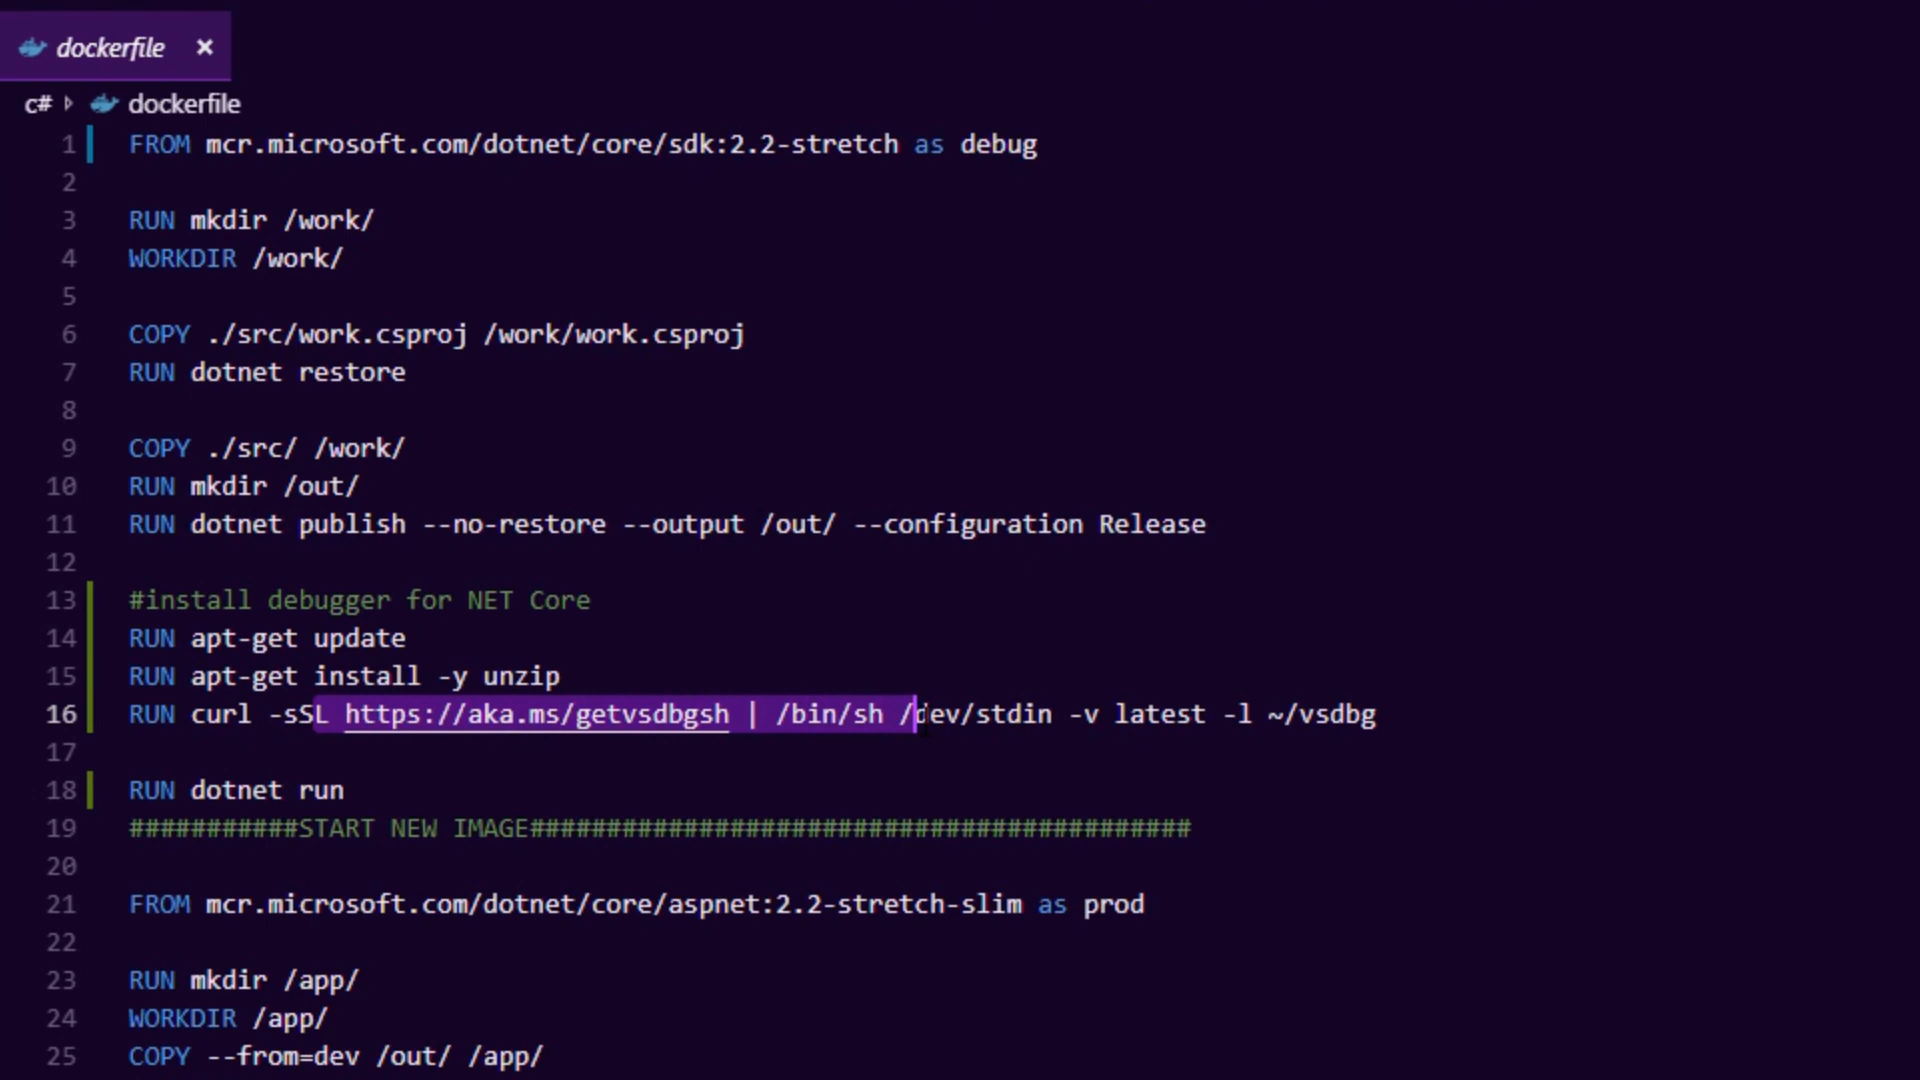 dockerfile ×
c# dockerfile
1 FROM mcr.microsoft.com/dotnet/core/sdk:2.2-stretch as debug
2
3 RUN mkdir /work/
4 WORKDIR /work/
5
6 COPY ./src/work.csproj /work/work.csproj
7 RUN dotnet restore
8
9 COPY ./src/ /work/
10 RUN mkdir /out/
11 RUN dotnet publish --no-restore --output /out/ --configuration Release
12
13 #install debugger for NET Core
14 RUN apt-get update
15 RUN apt-get install -y unzip
16 RUN curl -sSL https://aka.ms/getvsdbgsh | /bin/sh /dev/stdin -v latest -l ~/vsdbg
17
18 RUN dotnet run
19 ###########START NEW IMAGE###########################################
20
21 FROM mcr.microsoft.com/dotnet/core/aspnet:2.2-stretch-slim as prod
22
23 RUN mkdir /app/
24 WORKDIR /app/
25 COPY --from=dev /out/ /app/